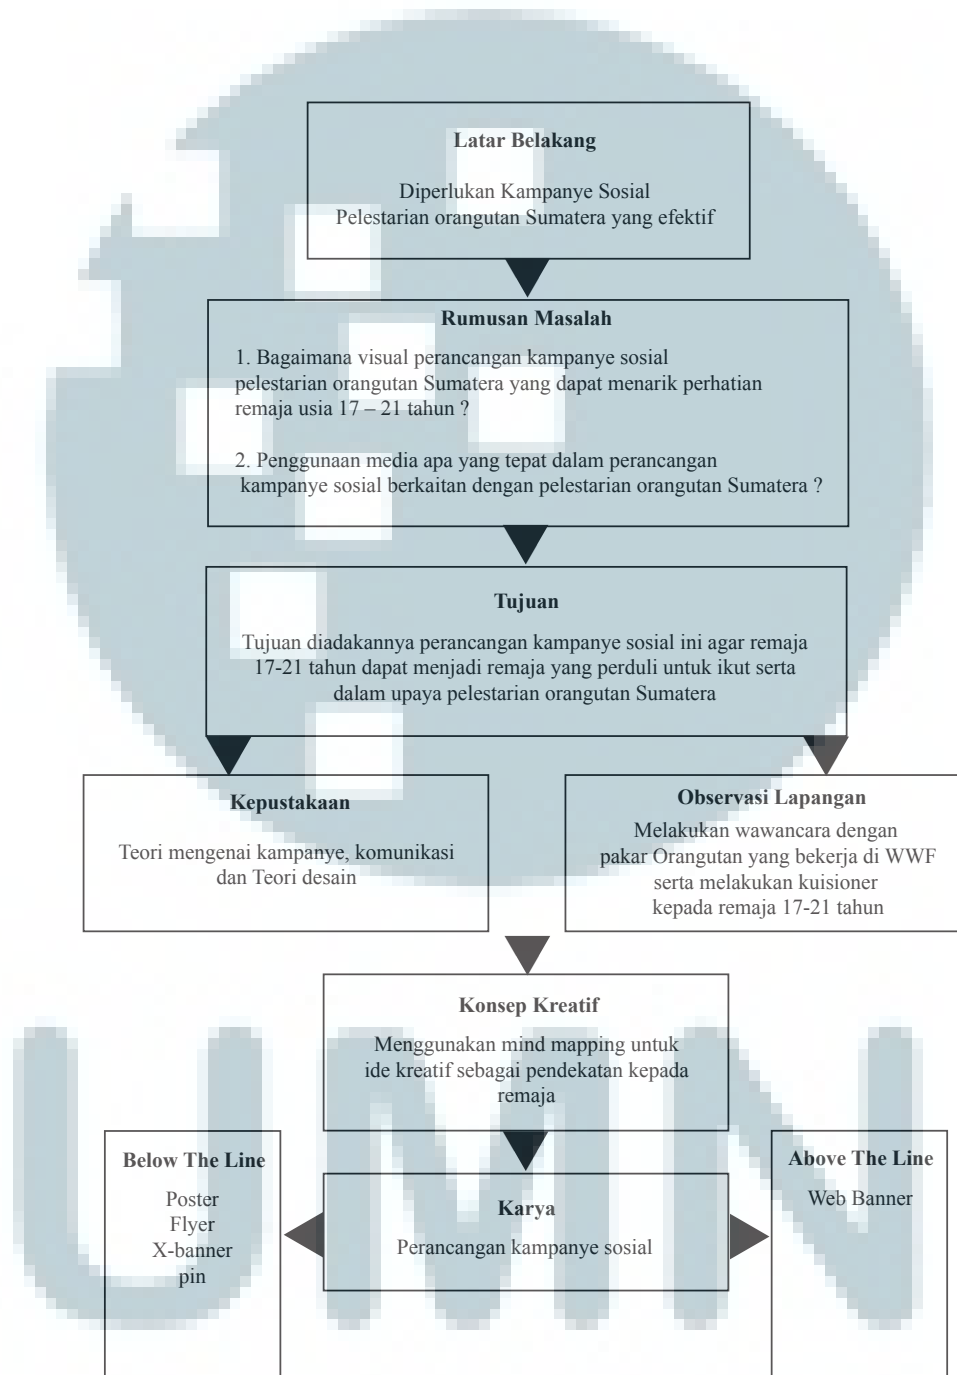 Latar Belakang
Diperlukan Kampanye Sosial
Pelestarian orangutan Sumatera yang efektif
Rumusan Masalah
1. Bagaimana visual perancangan kampanye sosial
pelestarian orangutan Sumatera yang dapat menarik perhatian
remaja usia 17 – 21 tahun ?
2. Penggunaan media apa yang tepat dalam perancangan
kampanye sosial berkaitan dengan pelestarian orangutan Sumatera ?
Tujuan
Tujuan diadakannya perancangan kampanye sosial ini agar remaja
17-21 tahun dapat menjadi remaja yang perduli untuk ikut serta
dalam upaya pelestarian orangutan Sumatera
Kepustakaan
Teori mengenai kampanye, komunikasi
dan Teori desain
Observasi Lapangan
Melakukan wawancara dengan
pakar Orangutan yang bekerja di WWF
serta melakukan kuisioner
kepada remaja 17-21 tahun
Konsep Kreatif
Menggunakan mind mapping untuk
ide kreatif sebagai pendekatan kepada
remaja
Below The Line
Poster
Flyer
X-banner
pin
Karya
Perancangan kampanye sosial
Above The Line
Web Banner
UMN